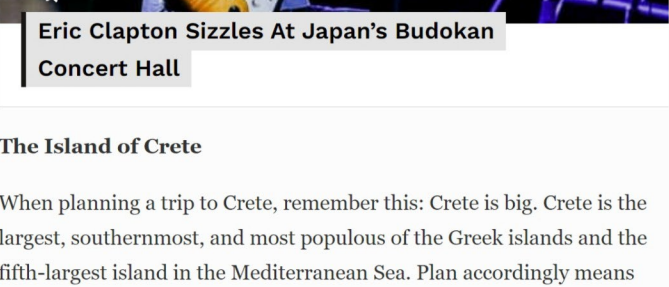 Eric Clapton Sizzles At Japan’s Budokan
Concert Hall
The Island of Crete
When planning a trip to Crete, remember this: Crete is big. Crete is the
largest, southernmost, and most populous of the Greek islands and the
fifth-largest island in the Mediterranean Sea. Plan accordingly means